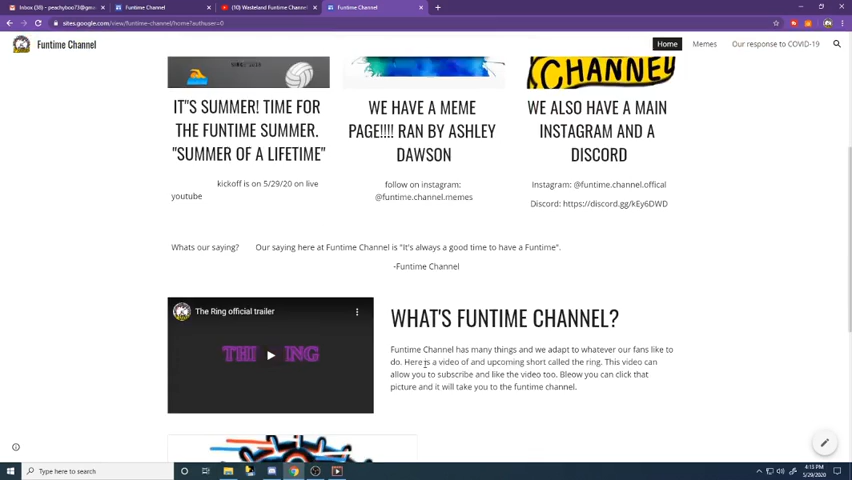 Inbox (38) - peachyboo73@gmail
Funtime Channel
(10) Wasteland Funtime Channel
Funtime Channel
sites.google.com/view/funtime-channel/home?authuser=0
Funtime Channel
Home
Memes
Our response to COVID-19
CHANNEL
IT"S SUMMER! TIME FOR
THE FUNTIME SUMMER.
"SUMMER OF A LIFETIME"
kickoff is on 5/29/20 on live
youtube
WE HAVE A MEME
PAGE!!!! RAN BY ASHLEY
DAWSON
follow on instagram:
@funtime.channel.memes
WE ALSO HAVE A MAIN
INSTAGRAM AND A
DISCORD
Instagram: @funtime.channel.offical
Discord: https://discord.gg/kEy6DWD
Whats our saying? Our saying here at Funtime Channel is "It's always a good time to have a Funtime".
-Funtime Channel
The Ring official trailer
WHAT'S FUNTIME CHANNEL?
Funtime Channel has many things and we adapt to whatever our fans like to
do. Here is a video of and upcoming short called the ring. This video can
allow you to subscribe and like the video too. Bleow you can click that
picture and it will take you to the funtime channel.
Type here to search
4:13 PM
5/29/2020